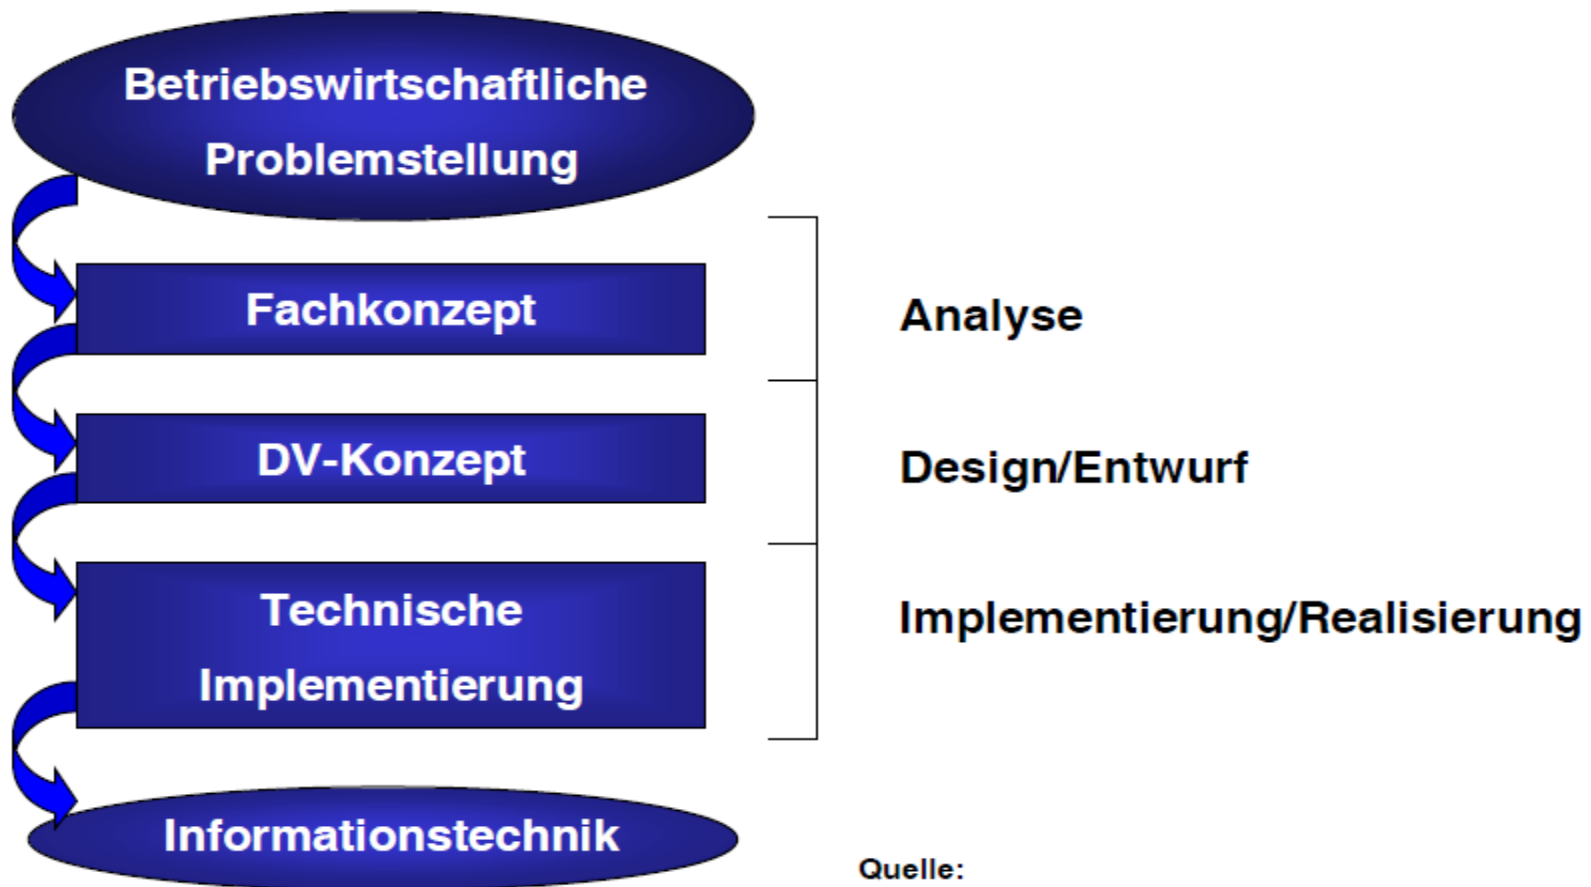 Betriebswirtschaftliche
Problemstellung
Fachkonzept
Analyse
DV-Konzept
Design/Entwurf
Technische
Implementierung
Implementierung/Realisierung
Informationstechnik
Quelle: